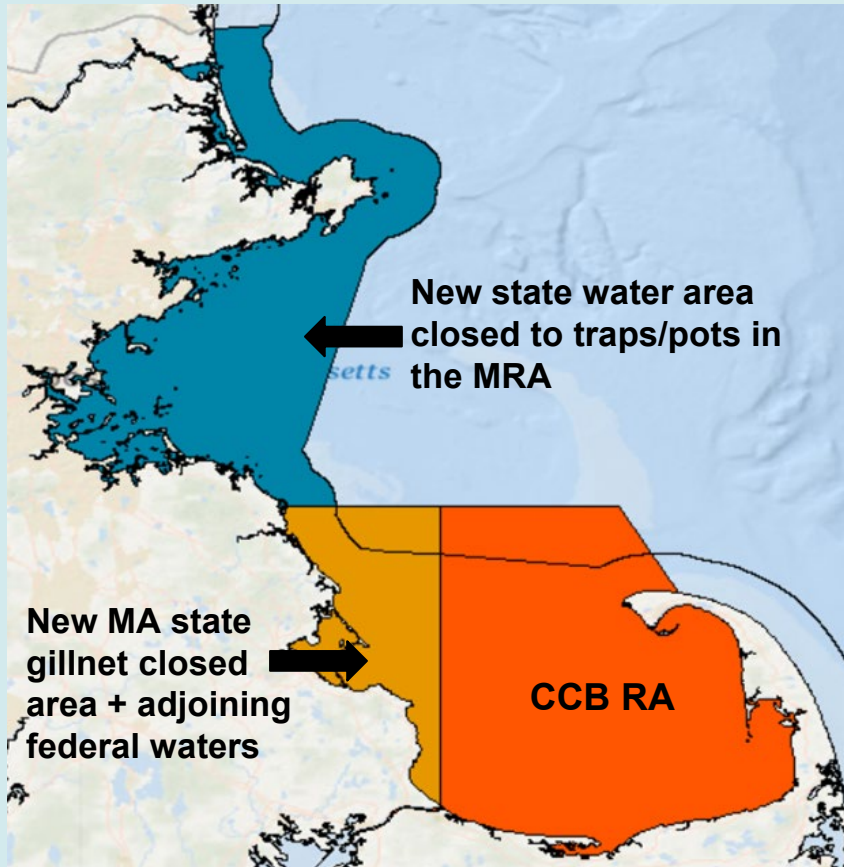 New state water area
closed to traps/pots in
the MRA
setts
New MA state
gillnet closed
area + adjoining
federal waters
CCB RA